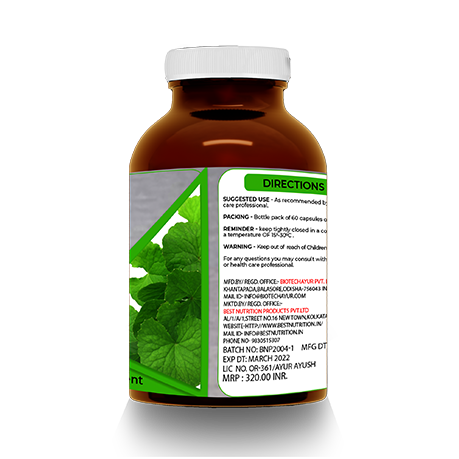 DIRECTIONS
SUGGESTED USE - As recommended b
care professional.
PACKING - Bottle pack of 60 capsules o
REMINDER - keep tightly closed in a co
a temperature OF 15º-30ºC .
WARNING - Keep out of reach of Children
For any questions you may consult with
or health care professional.
MFD.BY/ REGD. OFFICE:- BIOTECHAYUR PVT. L
KHANTAPADA,BALASORE,ODISHA-756043 IN
MAIL ID- INFO@BIOTECHAYUR.COM
MKTD.BY/ REGD. OFFICE:-
BEST NUTRITION PRODUCTS PVT.LTD.
AL/1/A/1,STREET NO.16 NEW TOWN,KOLKATA
WEBSITE-HTTP://WWW.BESTNUTRITION.IN/
MAIL ID- INFO@BESTNUTRITION.IN
PHONE NO- 9830515307
BATCH NO: BNP2004-1 MFG DT
EXP DT: MARCH 2022
LIC NO. OR-361/AYUR AYUSH
MRP : 320.00 INR.
ent